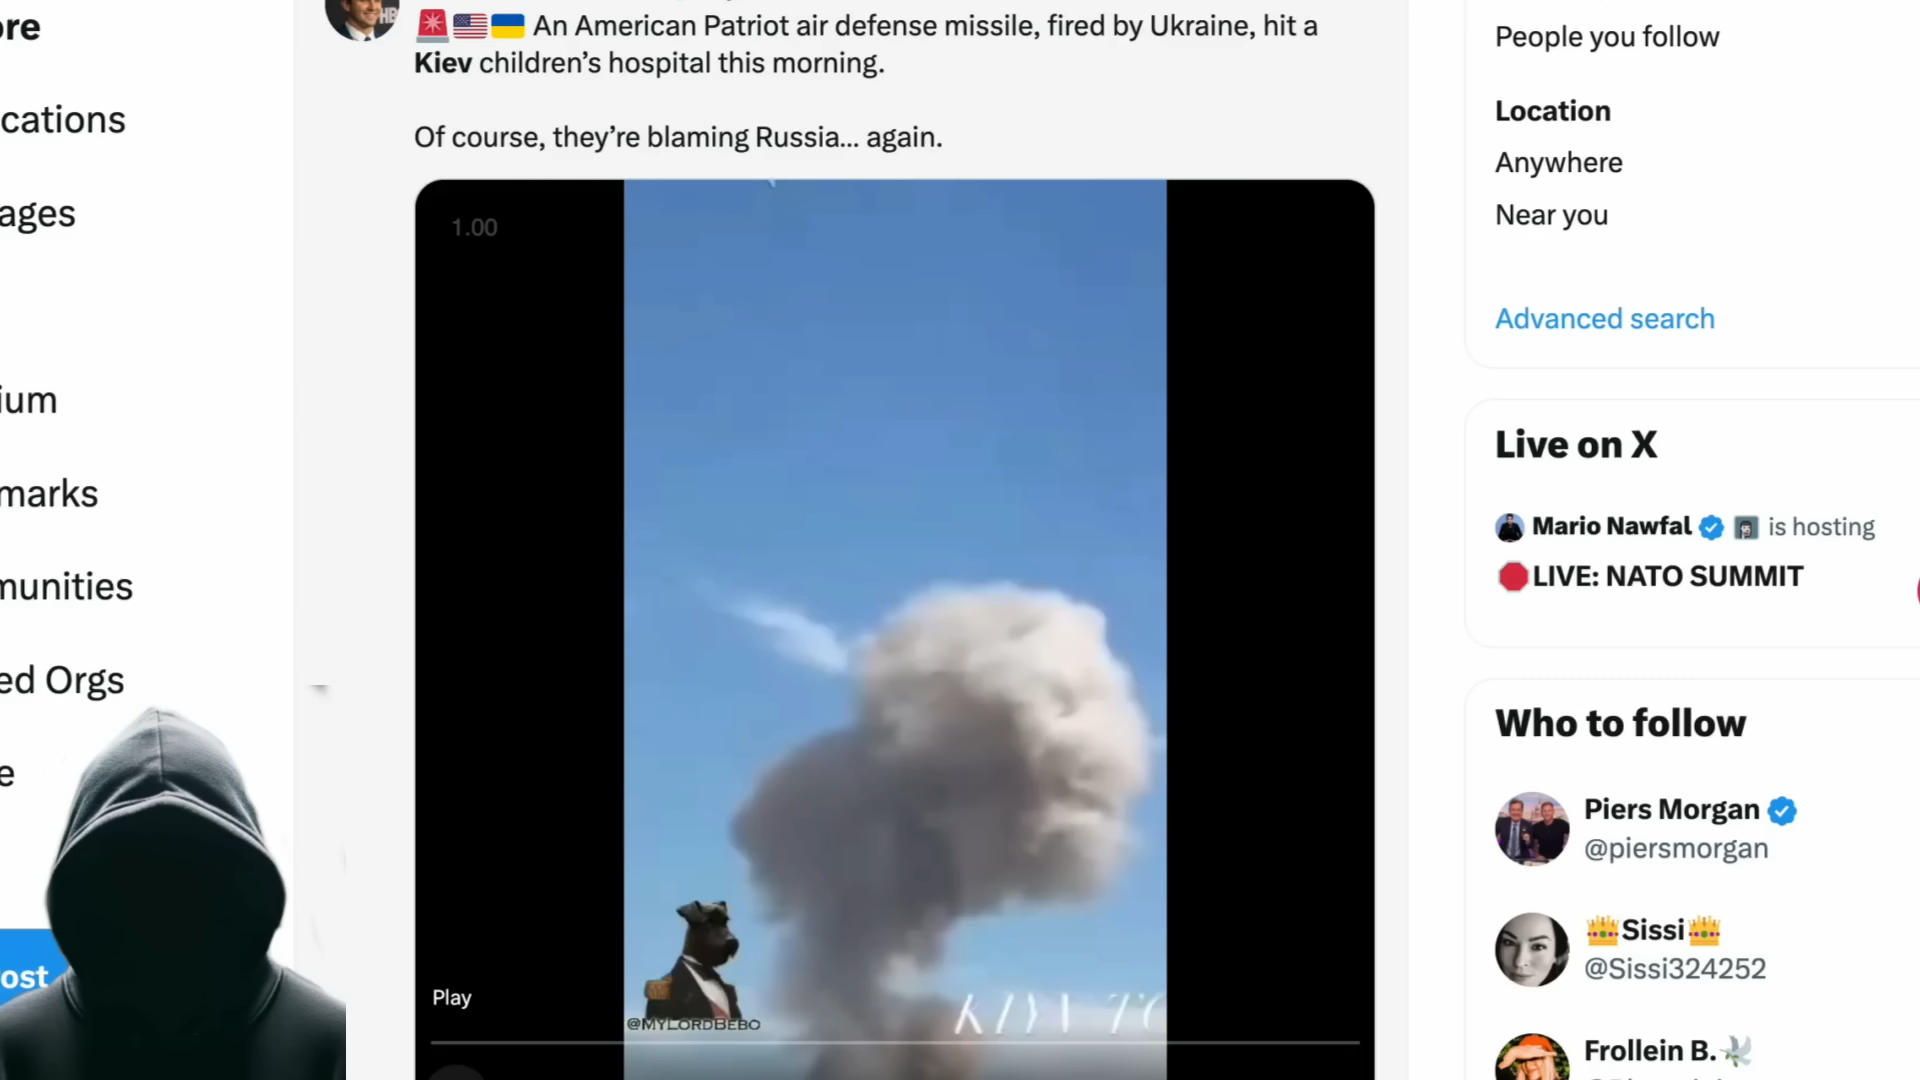 ore
cations
ages
ium
marks
munities
ed Orgs
e
ost
HB
An American Patriot air defense missile, fired by Ukraine, hit a
Kiev children’s hospital this morning.
Of course, they’re blaming Russia... again.
1.00
Play
@MYLORDBEBO
People you follow
Location
Anywhere
Near you
Advanced search
Live on X
Mario Nawfal is hosting
LIVE: NATO SUMMIT
Who to follow
Piers Morgan
@piersmorgan
Sissi
@Sissi324252
Frollein B.